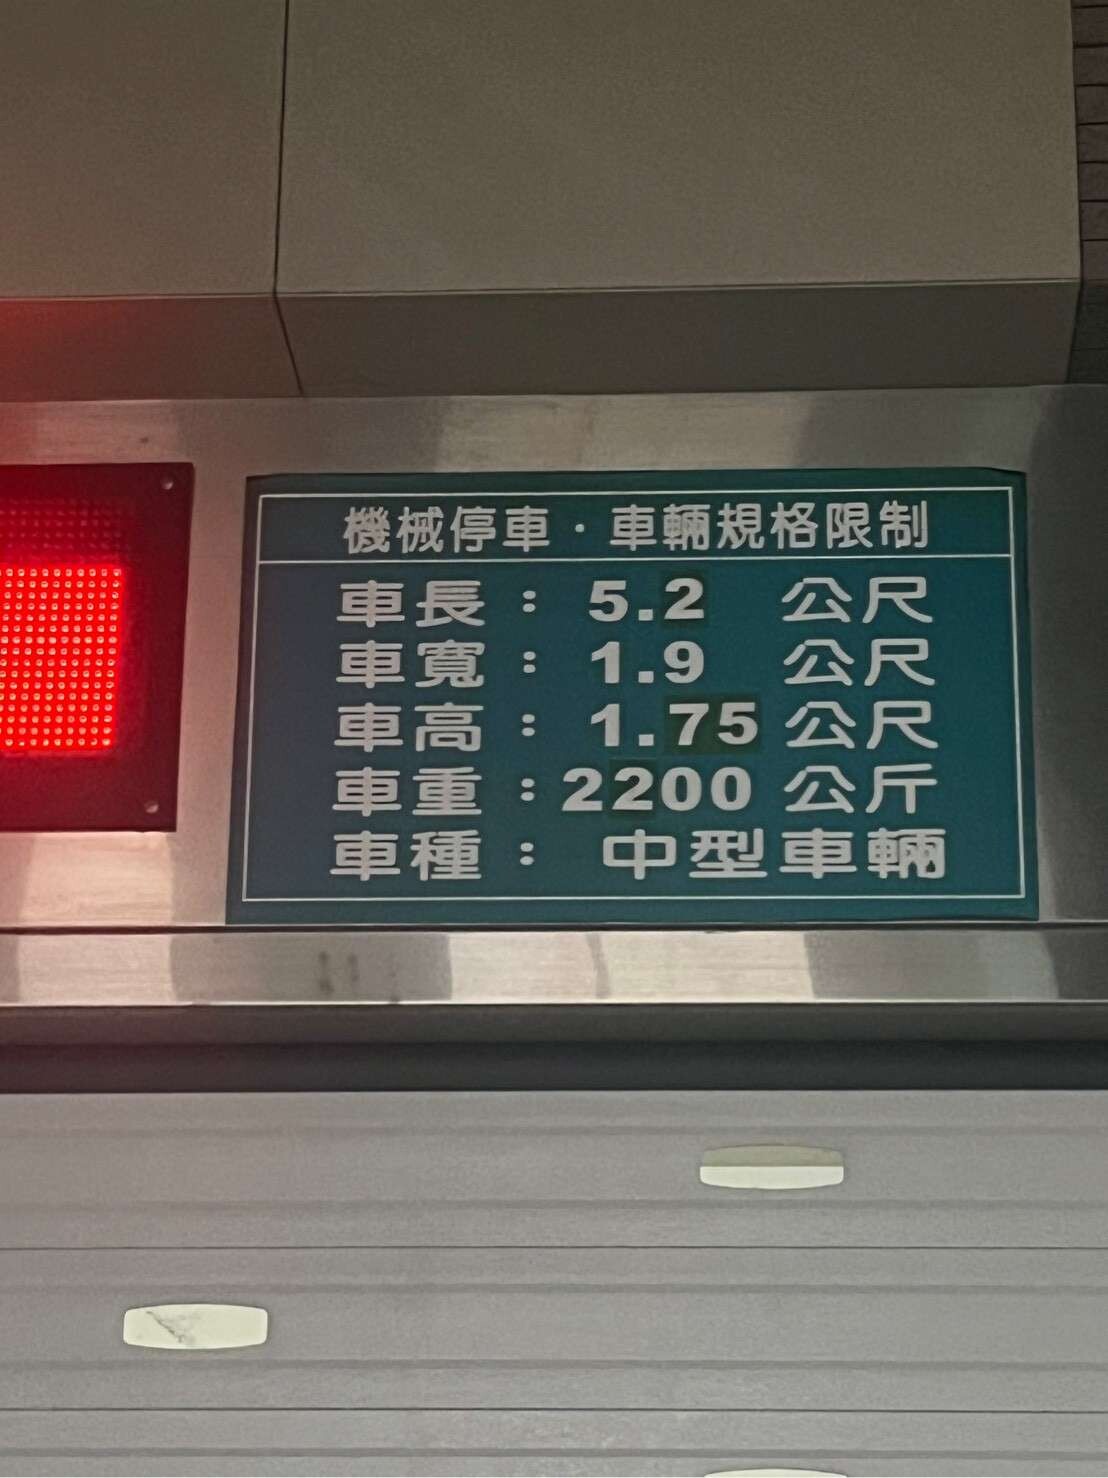 機械停車·車輛規格限制
車長：5.2 公尺
車寬：1.9 公尺
車高：1.75 公尺
車重：2200 公斤
車種：中型車輛